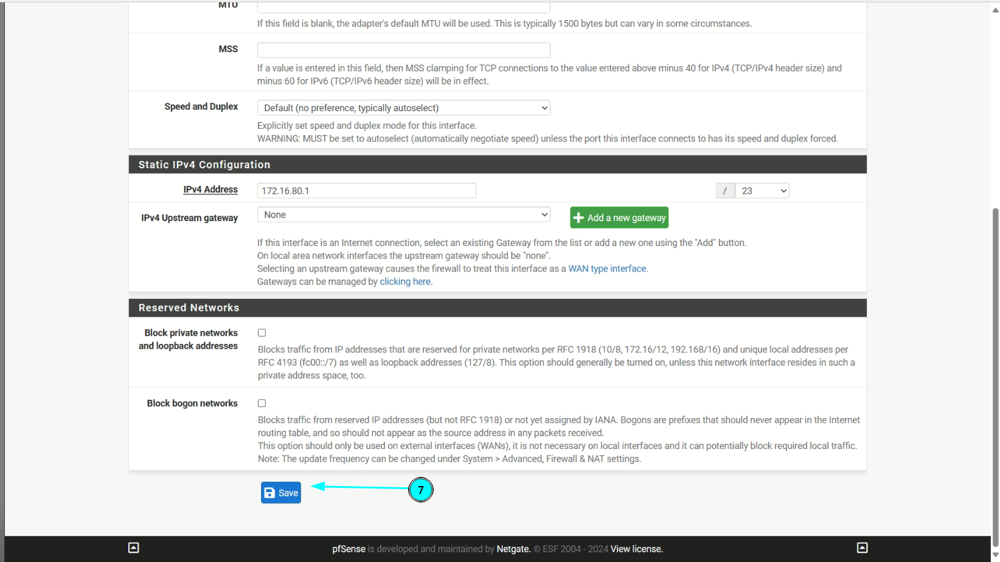 MTU
If this field is blank, the adapter's default MTU will be used. This is typically 1500 bytes but can vary in some circumstances.
MSS
If a value is entered in this field, then MSS clamping for TCP connections to the value entered above minus 40 for IPv4 (TCP/IPv4 header size) and
minus 60 for IPv6 (TCP/IPv6 header size) will be in effect.
Speed and Duplex
Default (no preference, typically autoselect)
Explicitly set speed and duplex mode for this interface.
WARNING: MUST be set to autoselect (automatically negotiate speed) unless the port this interface connects to has its speed and duplex forced.
Static IPv4 Configuration
IPv4 Address
172.16.80.1
/ 23
IPv4 Upstream gateway
None
Add a new gateway
If this interface is an Internet connection, select an existing Gateway from the list or add a new one using the "Add" button.
On local area network interfaces the upstream gateway should be "none".
Selecting an upstream gateway causes the firewall to treat this interface as a WAN type interface.
Gateways can be managed by clicking here.
Reserved Networks
Block private networks
and loopback addresses
Blocks traffic from IP addresses that are reserved for private networks per RFC 1918 (10/8, 172.16/12, 192.168/16) and unique local addresses per
RFC 4193 (fc00::/7) as well as loopback addresses (127/8). This option should generally be turned on, unless this network interface resides in such a
private address space, too.
Block bogon networks
Blocks traffic from reserved IP addresses (but not RFC 1918) or not yet assigned by IANA. Bogons are prefixes that should never appear in the Internet
routing table, and so should not appear as the source address in any packets received.
This option should only be used on external interfaces (WANs), it is not necessary on local interfaces and it can potentially block required local traffic.
Note: The update frequency can be changed under System > Advanced, Firewall & NAT settings.
Save
7
pfSense is developed and maintained by Netgate. © ESF 2004 - 2024 View license.